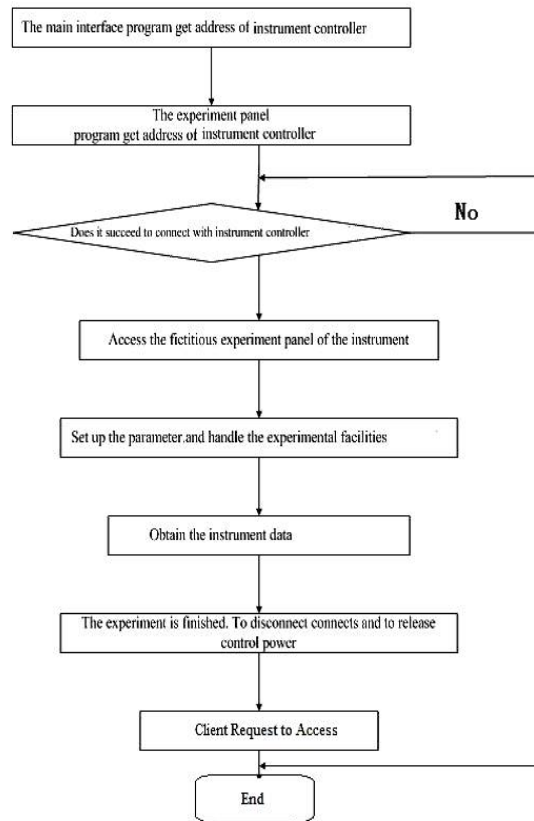 The main interface program get address of instrument controller
The experiment panel
program get address of instrument controller
No
Does it succeed to connect with instrument controller
Access the fictitious experiment panel of the instrument
Set up the parameter.and handle the experimental facilities
Obtain the instrument data
The experiment is finished. To disconnect connects and to release
control power
Client Request to Access
End